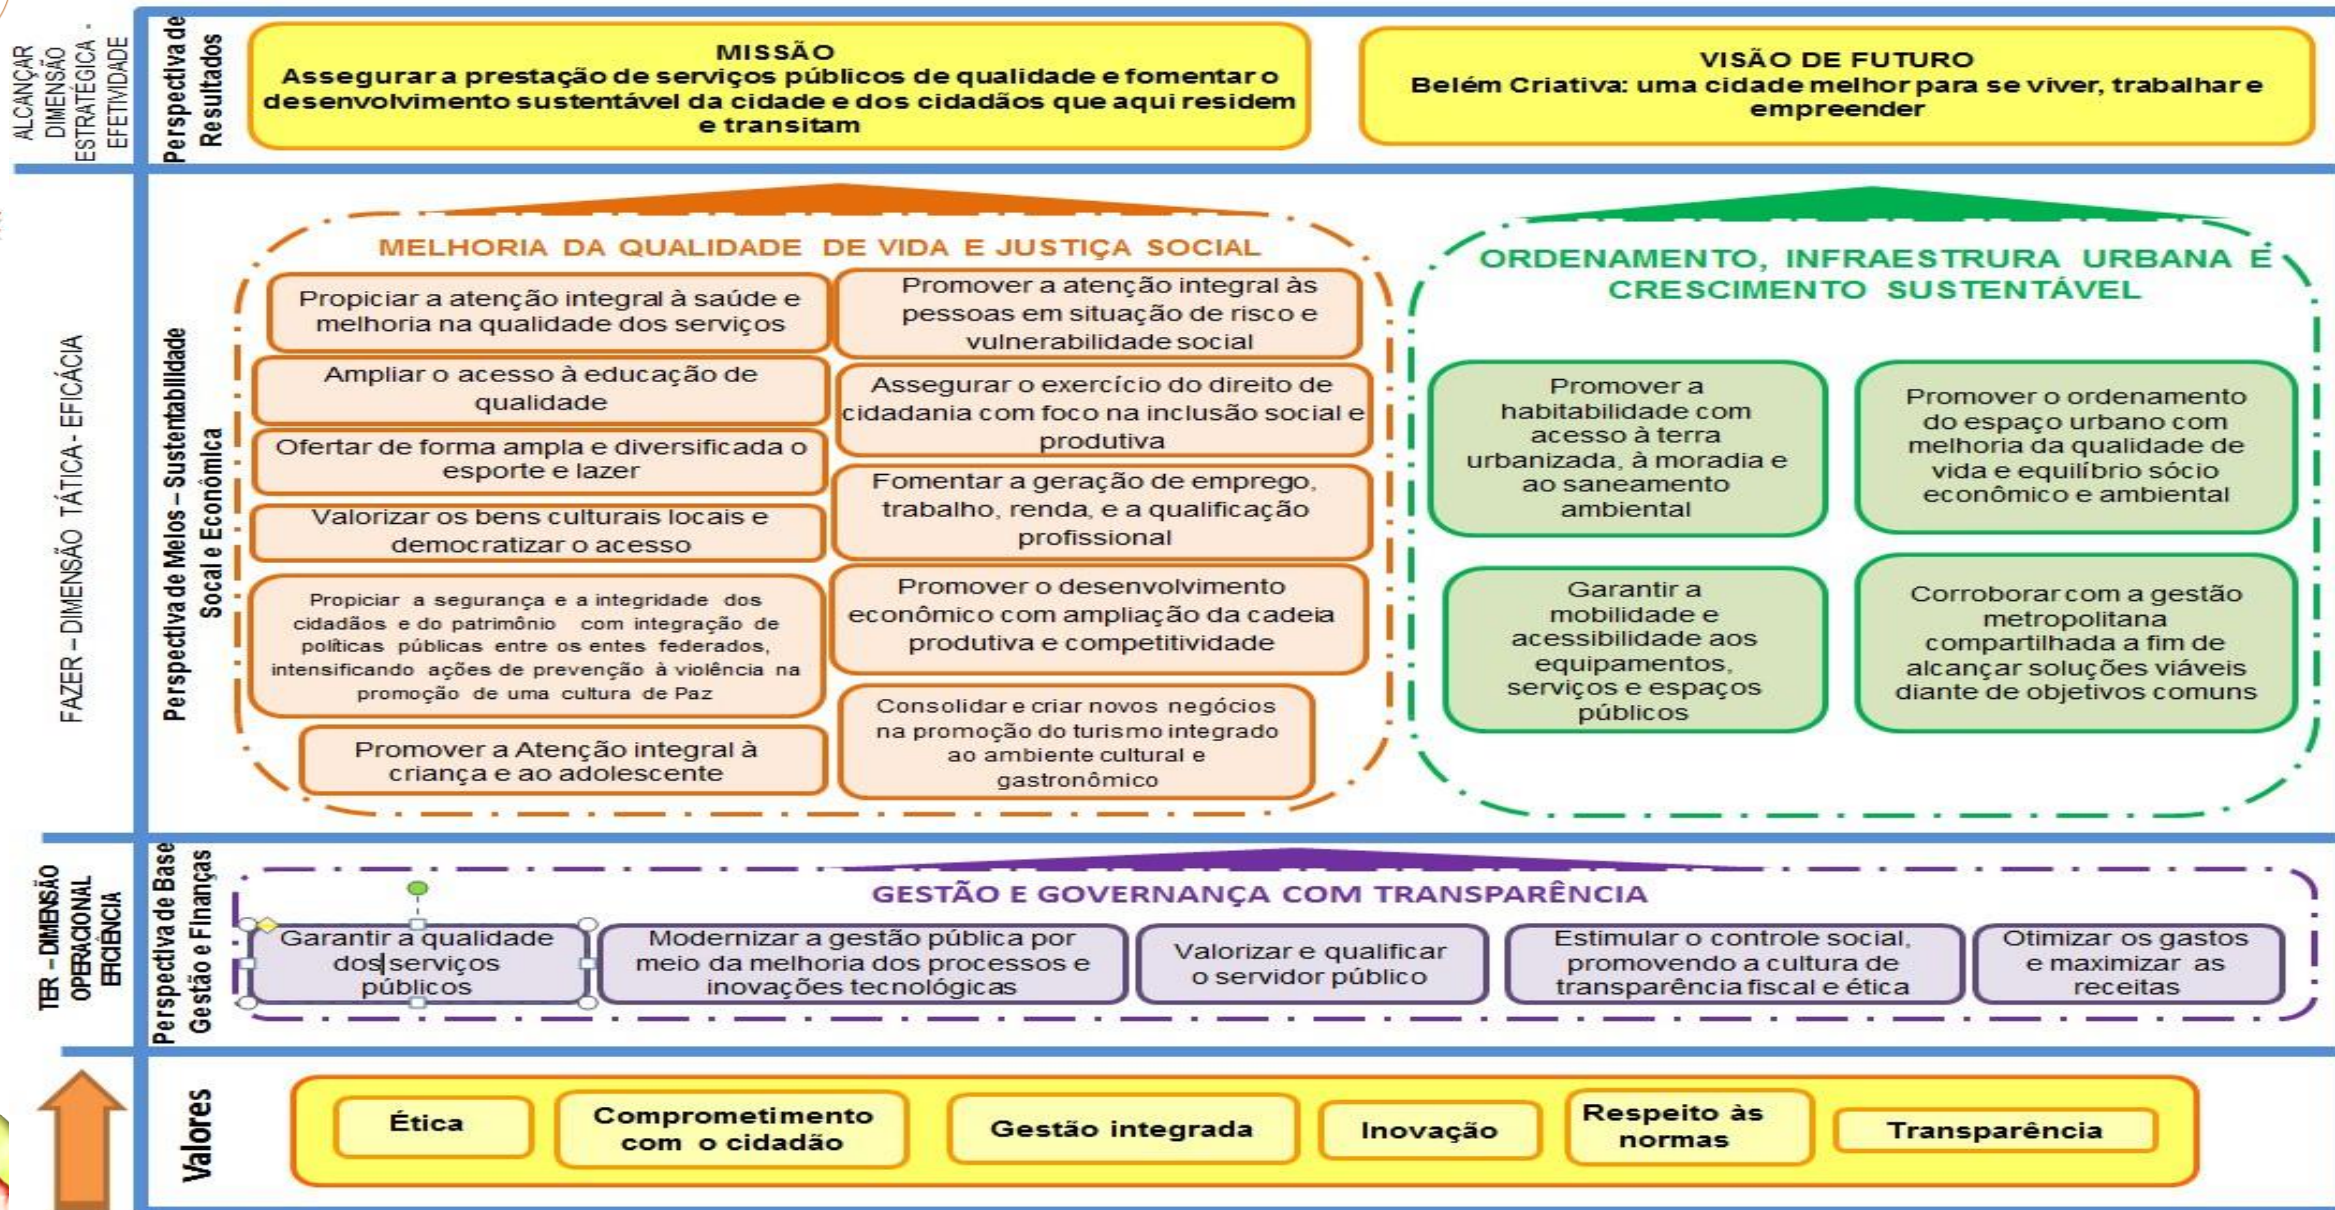 ALCANÇAR
DIMENSÃO
ESTRATÉGICA -
EFETIVIDADE
Perspectiva de
Resultados
MISSÃO
Assegurar a prestação de serviços públicos de qualidade e fomentar o
desenvolvimento sustentável da cidade e dos cidadãos que aqui residem
e transitam
VISÃO DE FUTURO
Belém Criativa: uma cidade melhor para se viver, trabalhar e
empreender
FAZER – DIMENSÃO TÁTICA - EFICÁCIA
Perspectiva de Meios – Sustentabilidade
Socal e Econômica
MELHORIA DA QUALIDADE DE VIDA E JUSTIÇA SOCIAL
Propiciar a atenção integral à saúde e
melhoria na qualidade dos serviços
Ampliar o acesso à educação de
qualidade
Ofertar de forma ampla e diversificada o
esporte e lazer
Valorizar os bens culturais locais e
democratizar o acesso
Propiciar a segurança e a integridade dos
cidadãos e do patrimônio com integração de
políticas públicas entre os entes federados,
intensificando ações de prevenção à violência na
promoção de uma cultura de Paz
Promover a Atenção integral à
criança e ao adolescente
Promover a atenção integral às
pessoas em situação de risco e
vulnerabilidade social
Assegurar o exercício do direito de
cidadania com foco na inclusão social e
produtiva
Fomentar a geração de emprego,
trabalho, renda, e a qualificação
profissional
Promover o desenvolvimento
econômico com ampliação da cadeia
produtiva e competitividade
Consolidar e criar novos negócios
na promoção do turismo integrado
ao ambiente cultural e
gastronômico
ORDENAMENTO, INFRAESTRURA URBANA E
CRESCIMENTO SUSTENTÁVEL
Promover a
habitabilidade com
acesso à terra
urbanizada, à moradia e
ao saneamento
ambiental
Promover o ordenamento
do espaço urbano com
melhoria da qualidade de
vida e equilíbrio sócio
econômico e ambiental
Garantir a
mobilidade e
acessibilidade aos
equipamentos,
serviços e espaços
públicos
Corroborar com a gestão
metropolitana
compartilhada a fim de
alcançar soluções viáveis
diante de objetivos comuns
TER – DIMENSÃO
OPERACIONAL
EFICIÊNCIA
Perspectiva de Base
Gestão e Finanças
GESTÃO E GOVERNANÇA COM TRANSPARÊNCIA
Garantir a qualidade
dos serviços
públicos
Modernizar a gestão pública por
meio da melhoria dos processos e
inovações tecnológicas
Valorizar e qualificar
o servidor público
Estimular o controle social,
promovendo a cultura de
transparência fiscal e ética
Otimizar os gastos
e maximizar as
receitas
Valores
Ética
Comprometimento
com o cidadão
Gestão integrada
Inovação
Respeito às
normas
Transparência